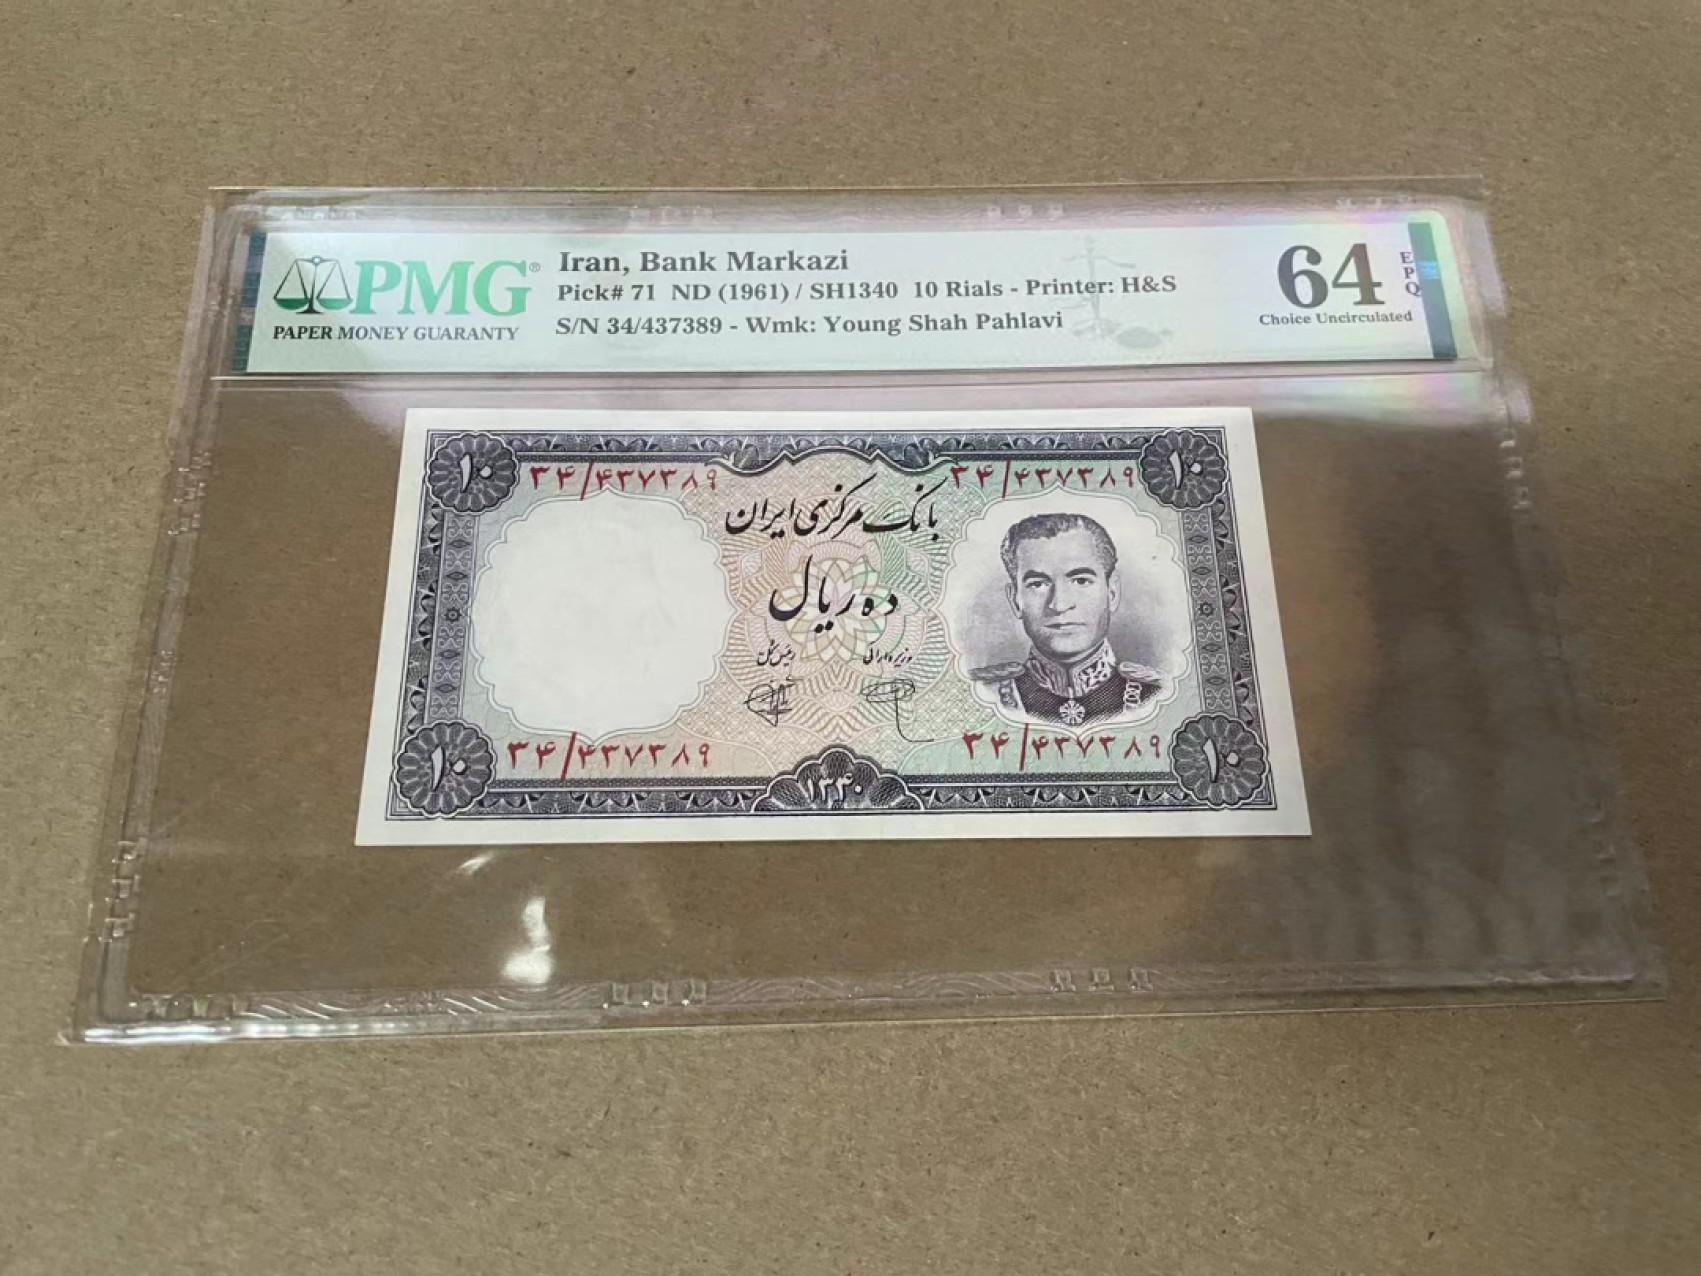 PMG®
PAPER MONEY GUARANTY
Iran, Bank Markazi
Pick# 71 ND (1961) / SH1340 10 Rials - Printer: H&S
S/N 34/437389 - Wmk: Young Shah Pahlavi
64 EPQ
Choice Uncirculated
۱۰ ۳۴/۴۳۷۳۸۹ ۳۴/۴۳۷۳۸۹ ۱۰
بانک مرکزی ایران
ده ریال
وزیر دارائی رئیس کل
۱۰ ۳۴/۴۳۷۳۸۹ ۳۴/۴۳۷۳۸۹ ۱۰
۱۳۴۰